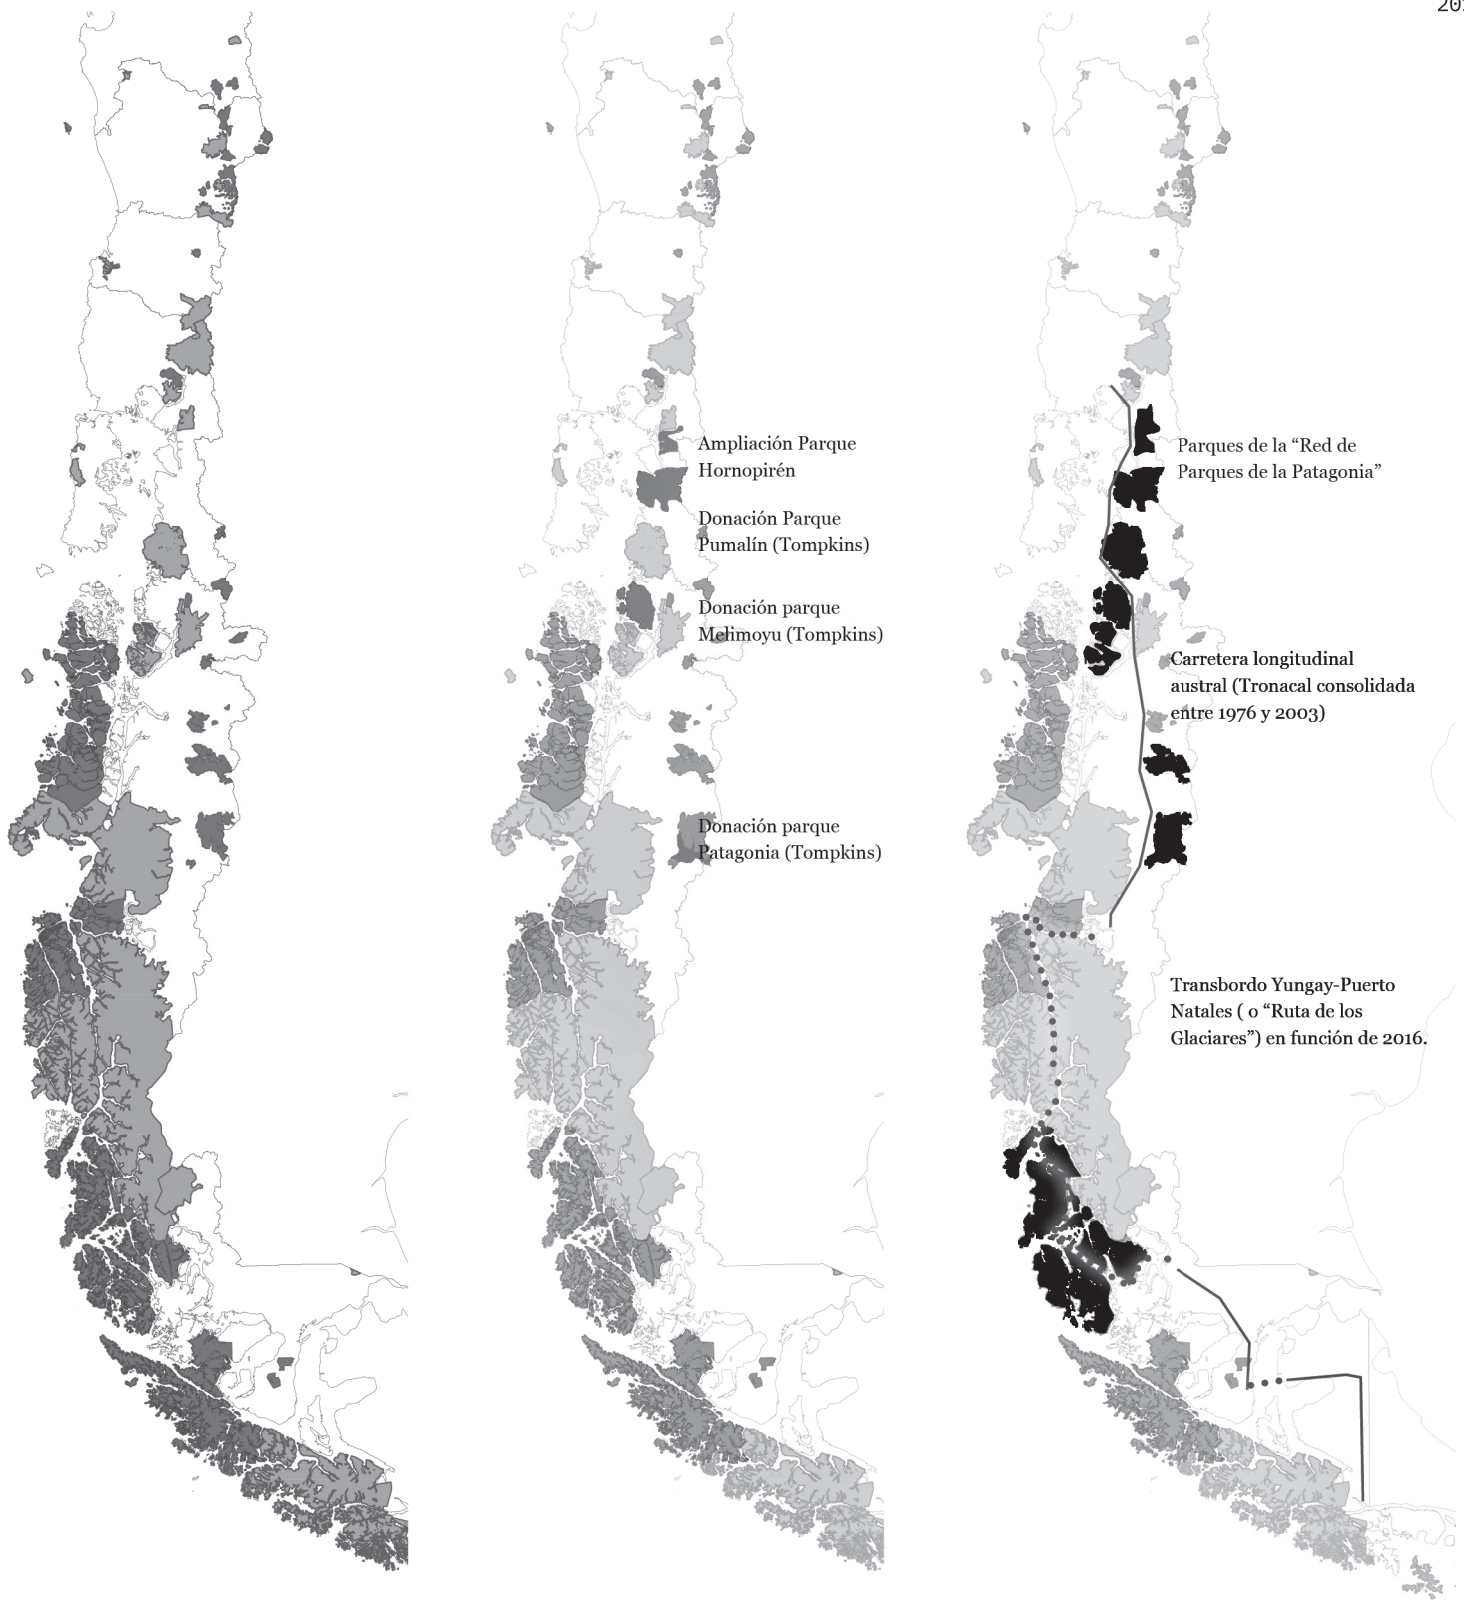 Ampliación Parque
Hornopirén
Donación Parque
Pumalín (Tompkins)
Donación parque
Melimoyu (Tompkins)
Donación parque
Patagonia (Tompkins)
Parques de la “Red de
Parques de la Patagonia”
Carretera longitudinal
austral (Tronacal consolidada
entre 1976 y 2003)
Transbordo Yungay-Puerto
Natales ( o “Ruta de los
Glaciares”) en función de 2016.